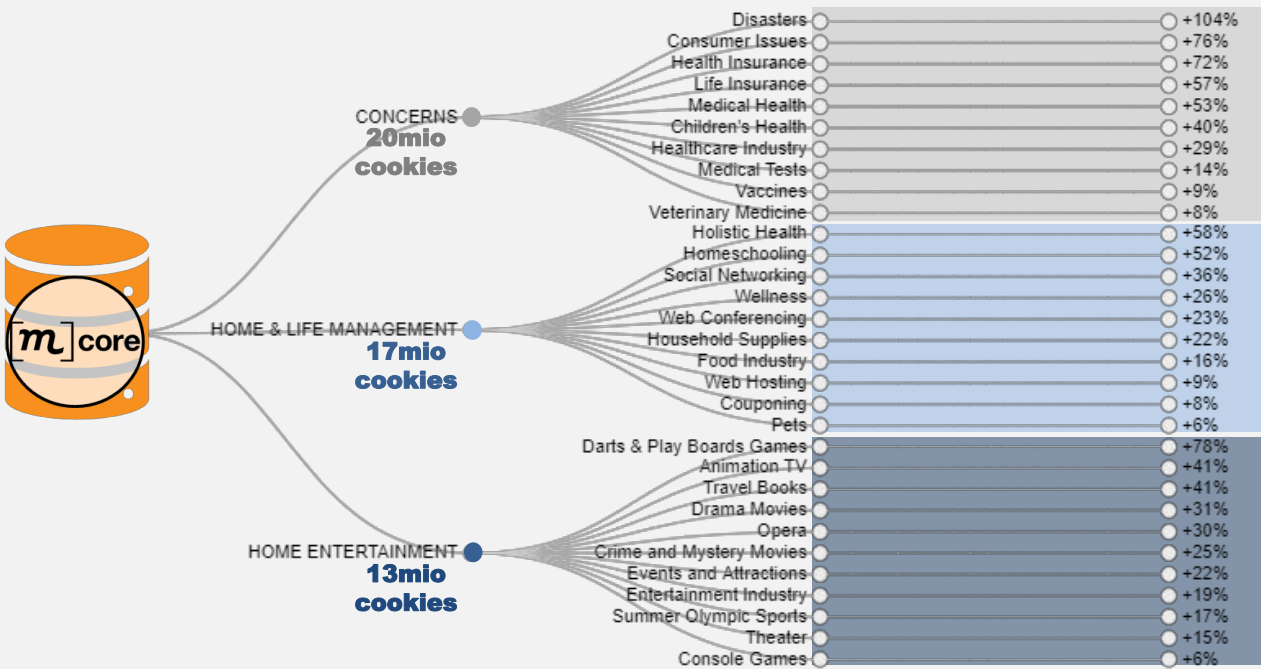 [m] core
CONCERNS
20mio
cookies
Disasters +104%
Consumer Issues +76%
Health Insurance +72%
Life Insurance +57%
Medical Health +53%
Children's Health +40%
Healthcare Industry +29%
Medical Tests +14%
Vaccines +9%
Veterinary Medicine +8%
HOME & LIFE MANAGEMENT
17mio
cookies
Holistic Health +58%
Homeschooling +52%
Social Networking +36%
Wellness +26%
Web Conferencing +23%
Household Supplies +22%
Food Industry +16%
Web Hosting +9%
Couponing +8%
Pets +6%
HOME ENTERTAINMENT
13mio
cookies
Darts & Play Boards Games +78%
Animation TV +41%
Travel Books +41%
Drama Movies +31%
Opera +30%
Crime and Mystery Movies +25%
Events and Attractions +22%
Entertainment Industry +19%
Summer Olympic Sports +17%
Theater +15%
Console Games +6%